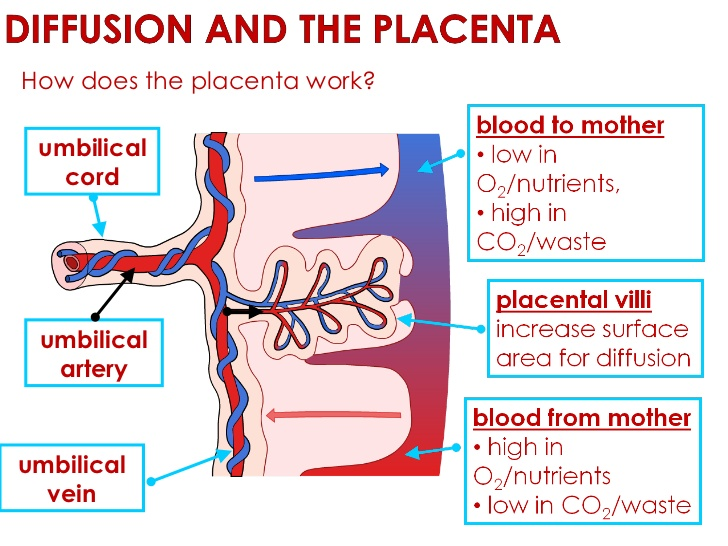 DIFFUSION AND THE PLACENTA
How does the placenta work?
umbilical
cord
umbilical
artery
umbilical
vein
blood to mother
• low in
O₂/nutrients,
• high in
CO₂/waste
placental villi
increase surface
area for diffusion
blood from mother
• high in
O₂/nutrients
• low in CO₂/waste